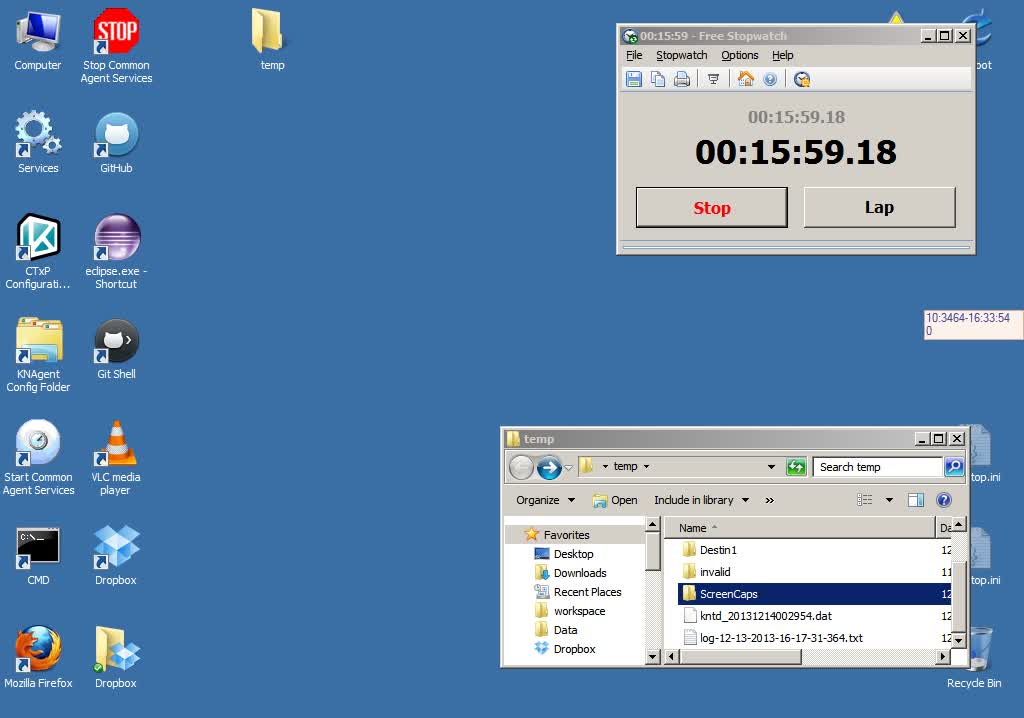 Computer
Stop Common
Agent Services
STOP
temp
Services
GitHub
CTxP
Configurati...
eclipse.exe -
Shortcut
KNAgent
Config Folder
Git Shell
Start Common
Agent Services
VLC media
player
C:\_
CMD
Dropbox
Mozilla Firefox
Dropbox
00:15:59 - Free Stopwatch
File Stopwatch Options Help
00:15:59.18
00:15:59.18
Stop Lap
oot
10:3464-16:33:54
0
temp
temp
Search temp
Organize Open Include in library »
Favorites
Desktop
Downloads
Recent Places
workspace
Data
Dropbox
Name Da
Destin1 12
invalid 11
ScreenCaps 12
kntd_20131214002954.dat 12
log-12-13-2013-16-17-31-364.txt 12
top.ini
top.ini
Recycle Bin